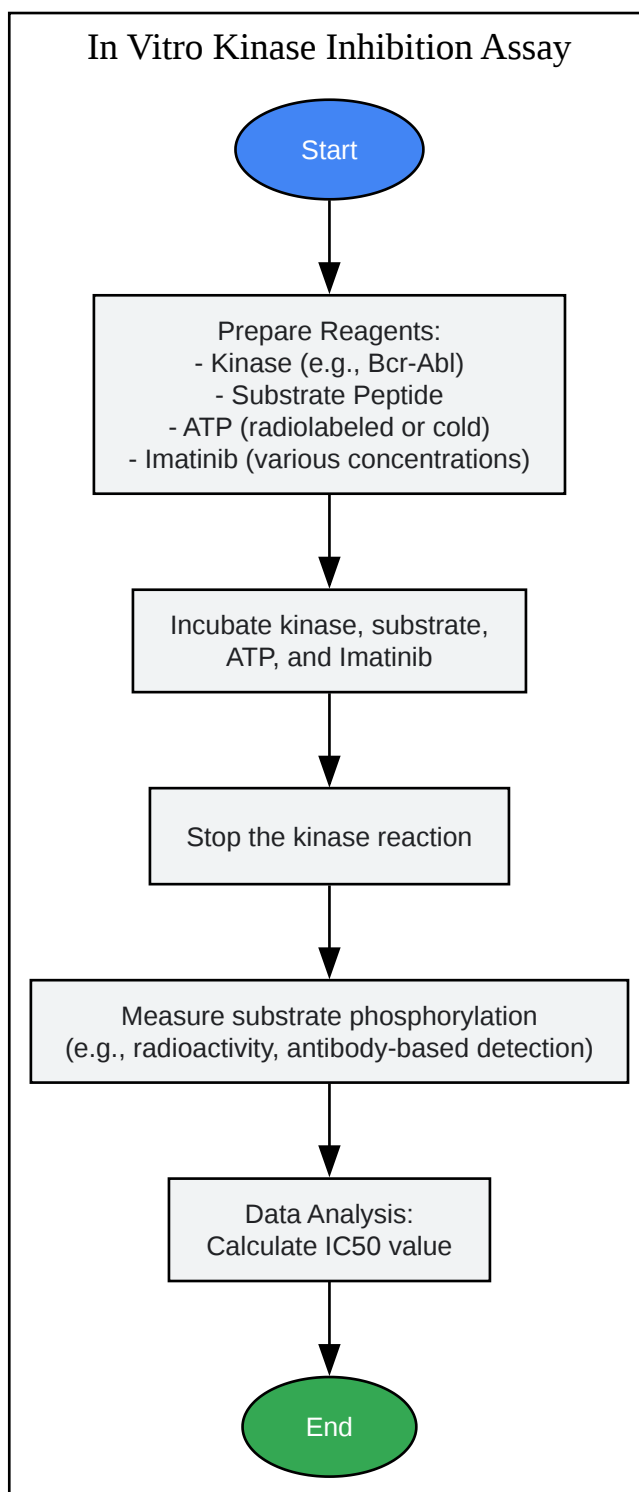 In Vitro Kinase Inhibition Assay
Start
Prepare Reagents:
- Kinase (e.g., Bcr-Abl)
- Substrate Peptide
- ATP (radiolabeled or cold)
- Imatinib (various concentrations)
Incubate kinase, substrate,
ATP, and Imatinib
Stop the kinase reaction
Measure substrate phosphorylation
(e.g., radioactivity, antibody-based detection)
Data Analysis:
Calculate IC50 value
End